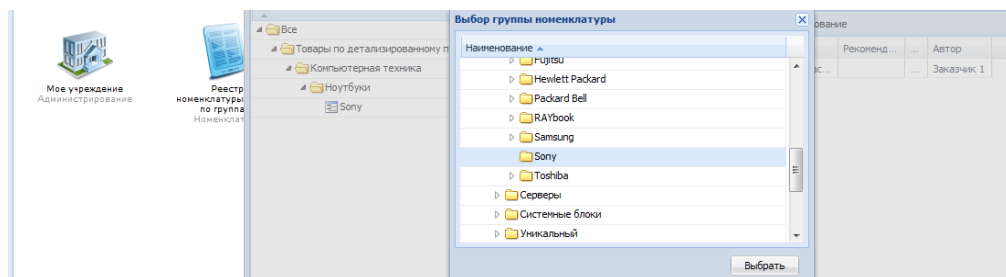 Мое учреждение
Администрирование
Реестр
номенклатуры
по группа
Номенклат
Все
Товары по детализированному п
Компьютерная техника
Ноутбуки
Sony
Выбор группы номенклатуры
Наименование
Fujitsu
Hewlett Packard
Packard Bell
RAYbook
Samsung
Sony
Toshiba
Серверы
Системные блоки
Уникальный
Выбрать
ование
Рекоменд... ... Автор
ас... ... Заказчик 1